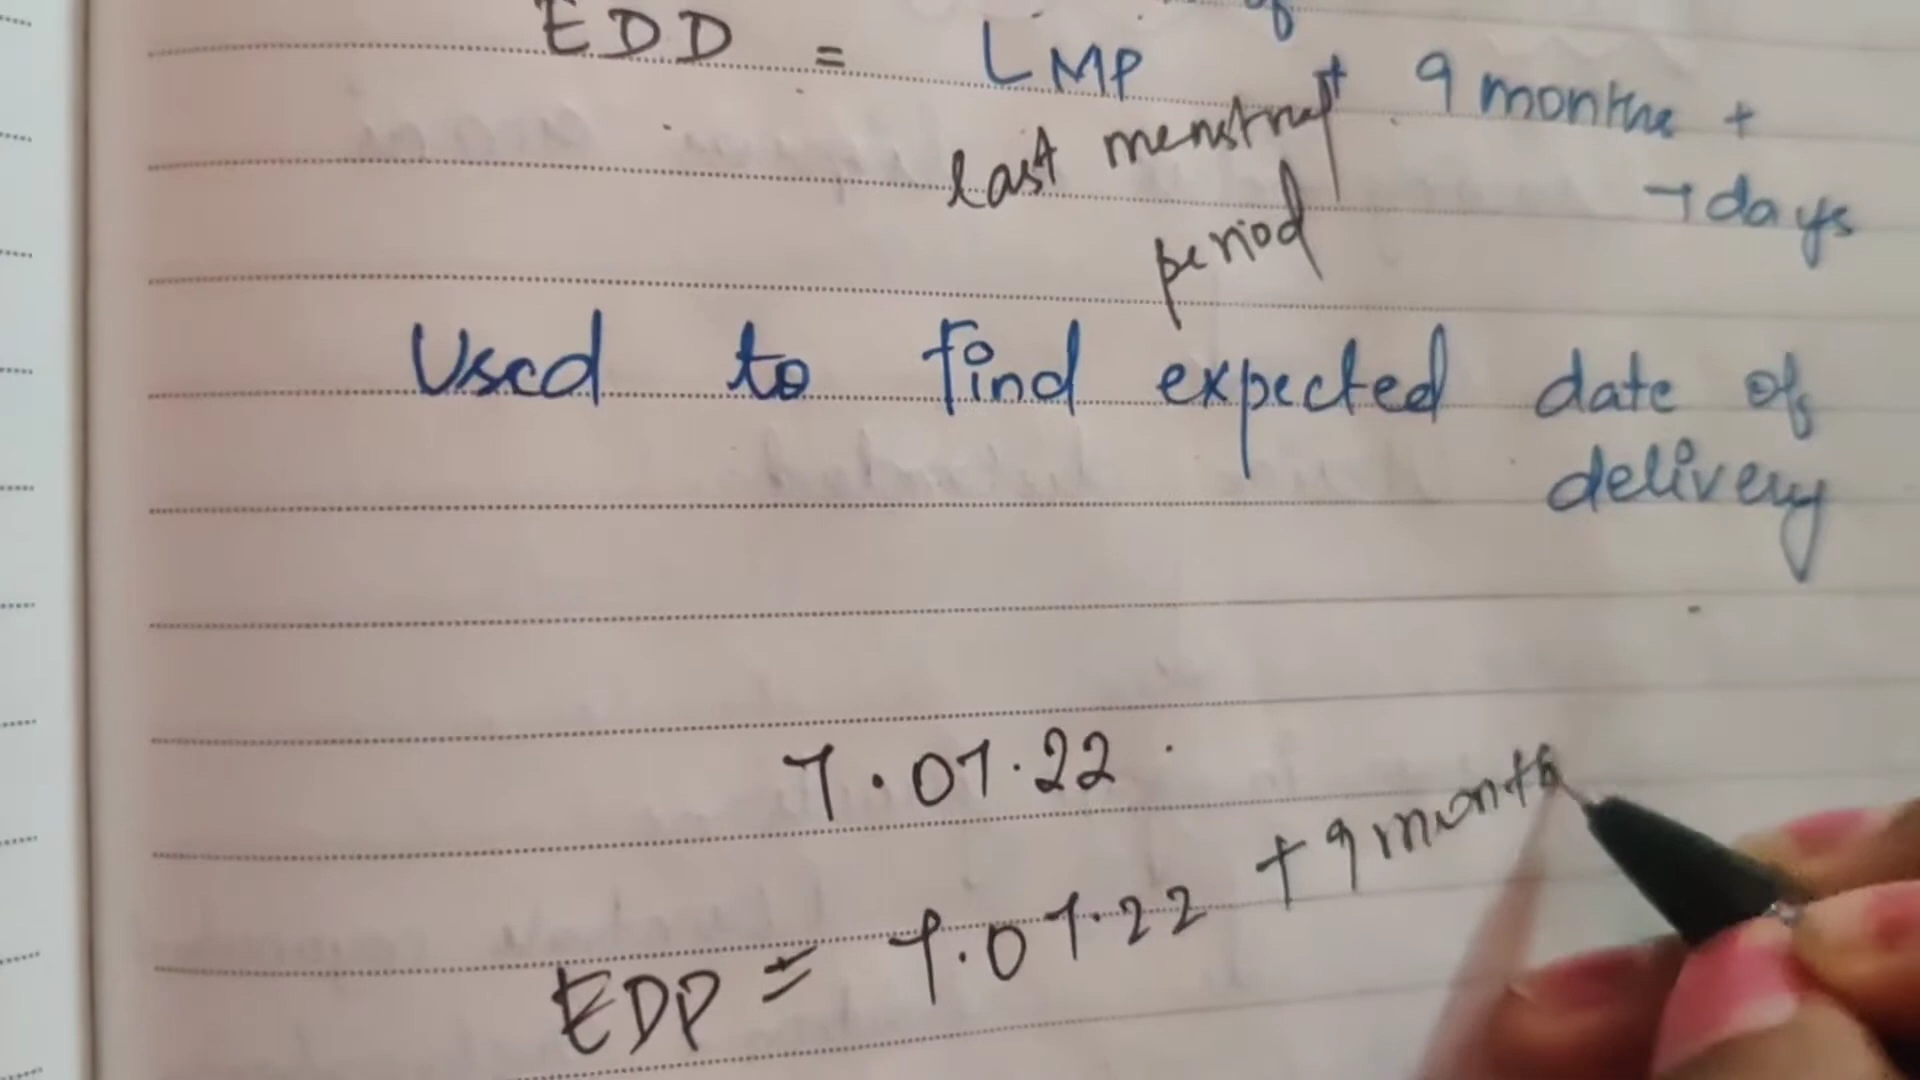 EDD = LMP + 9 months +
7 days
last menstrual
period
Used to find expected date of
delivery
7.07.22
EDD = 7.07.22 + 9 month